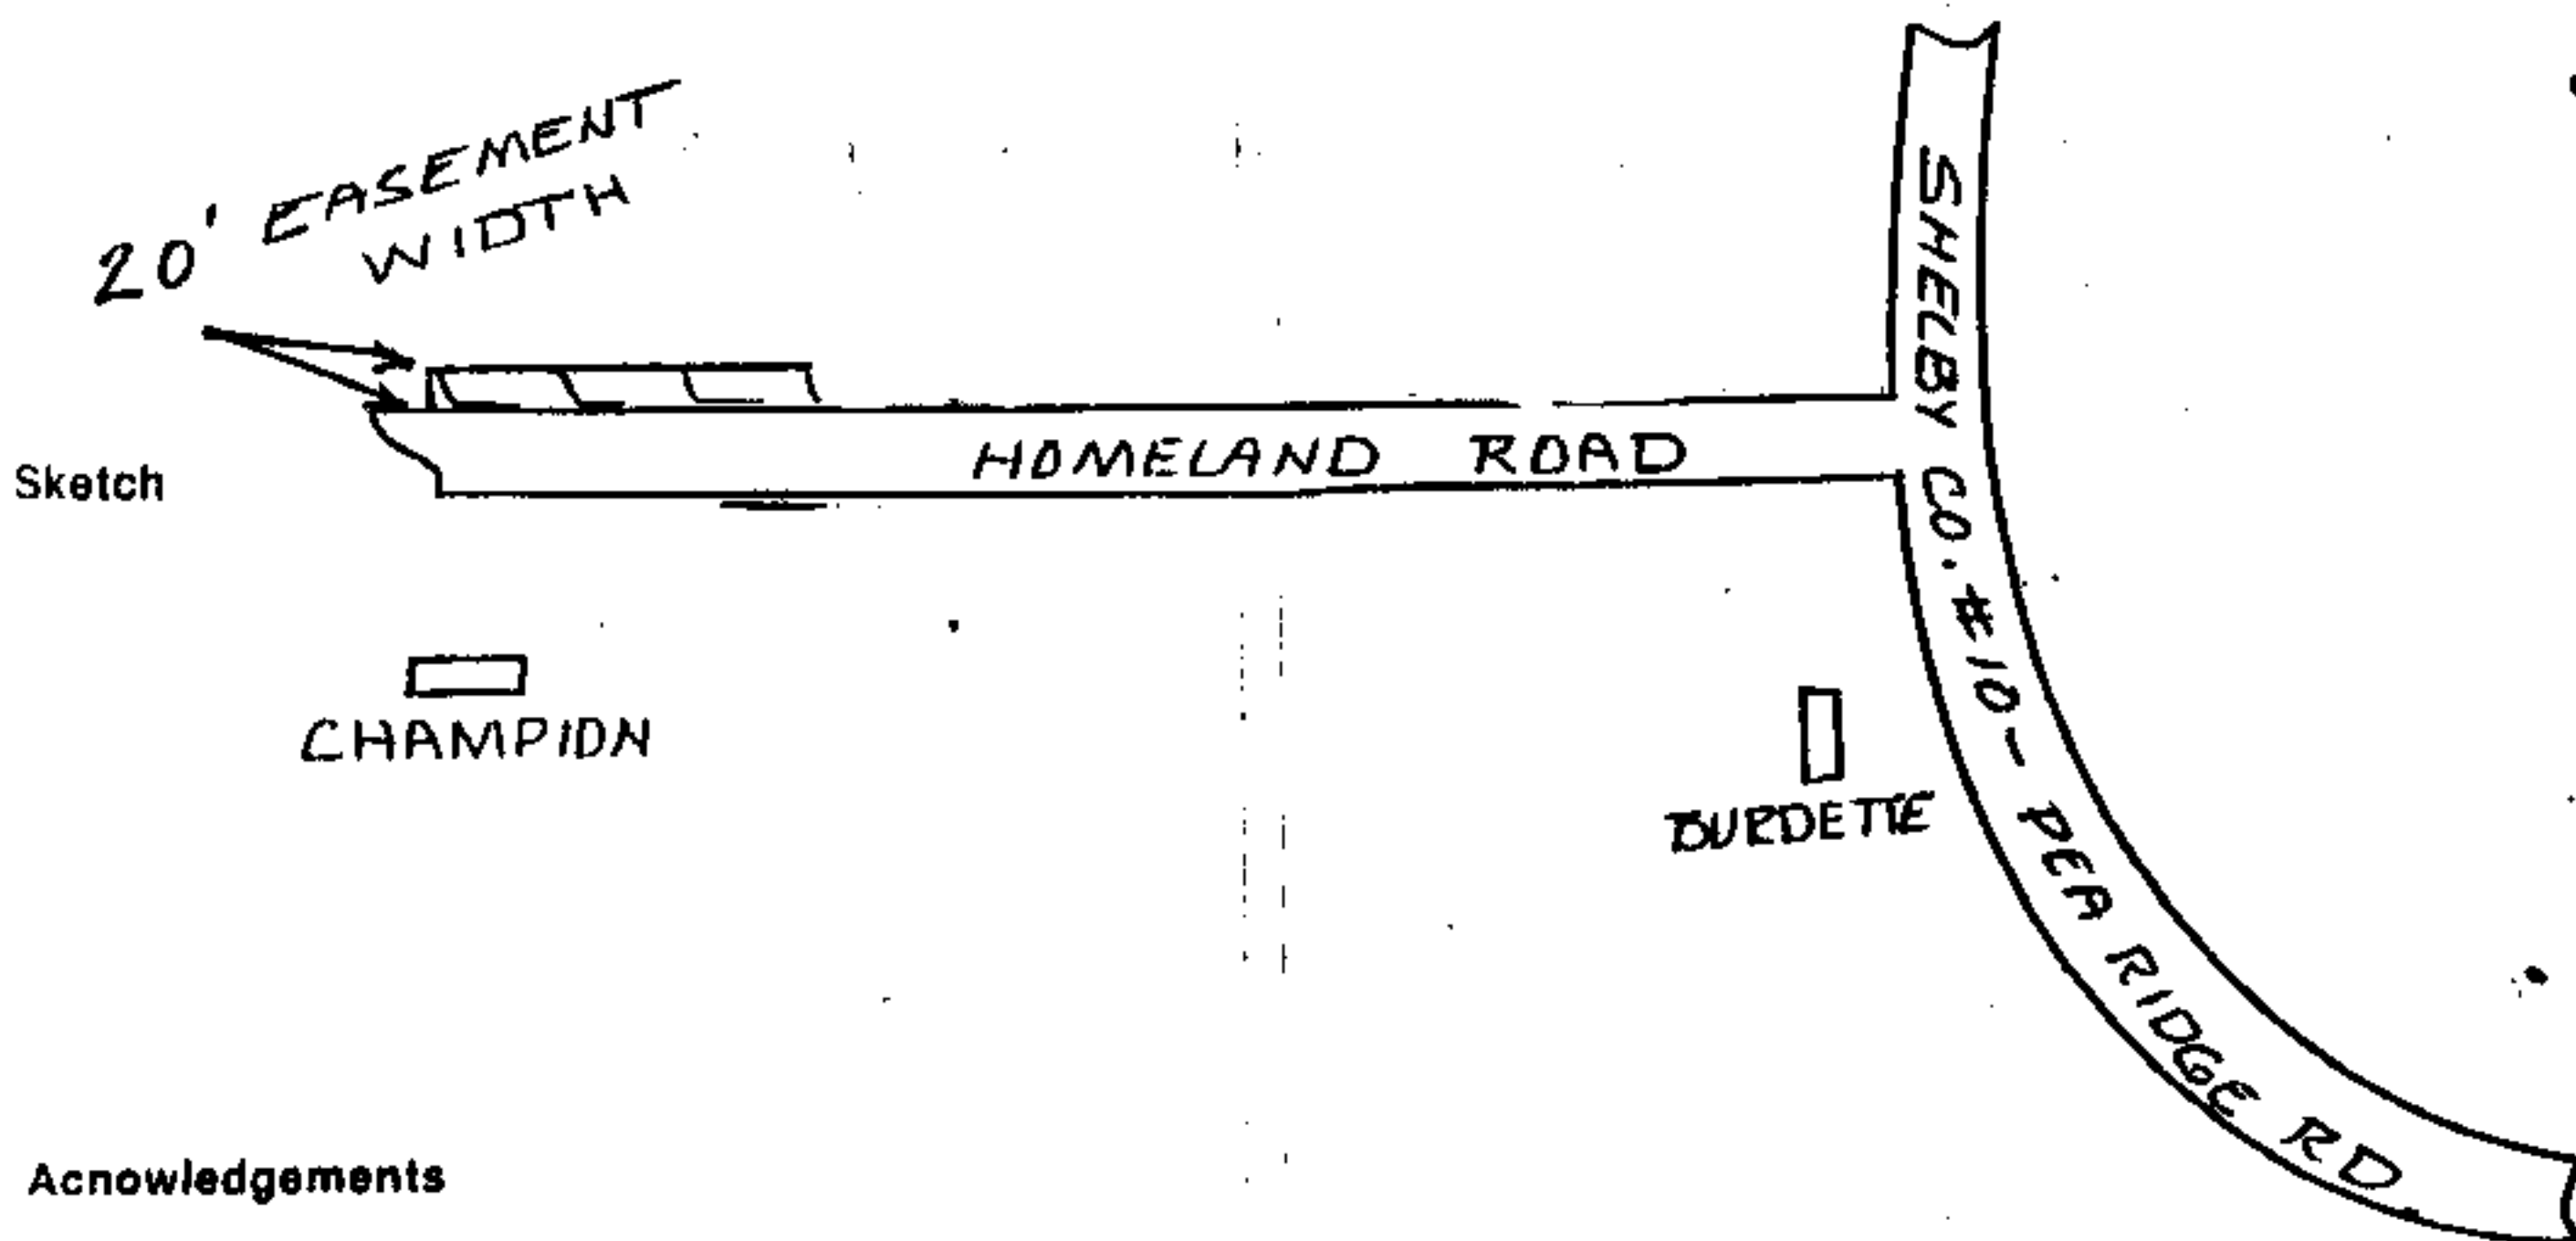 20' EASEMENT
WIDTH
SHELBY CO. #10 - PEA RIDGE RD
HOMELAND ROAD
Sketch
CHAMPION
BURDETTE
Acnowledgements